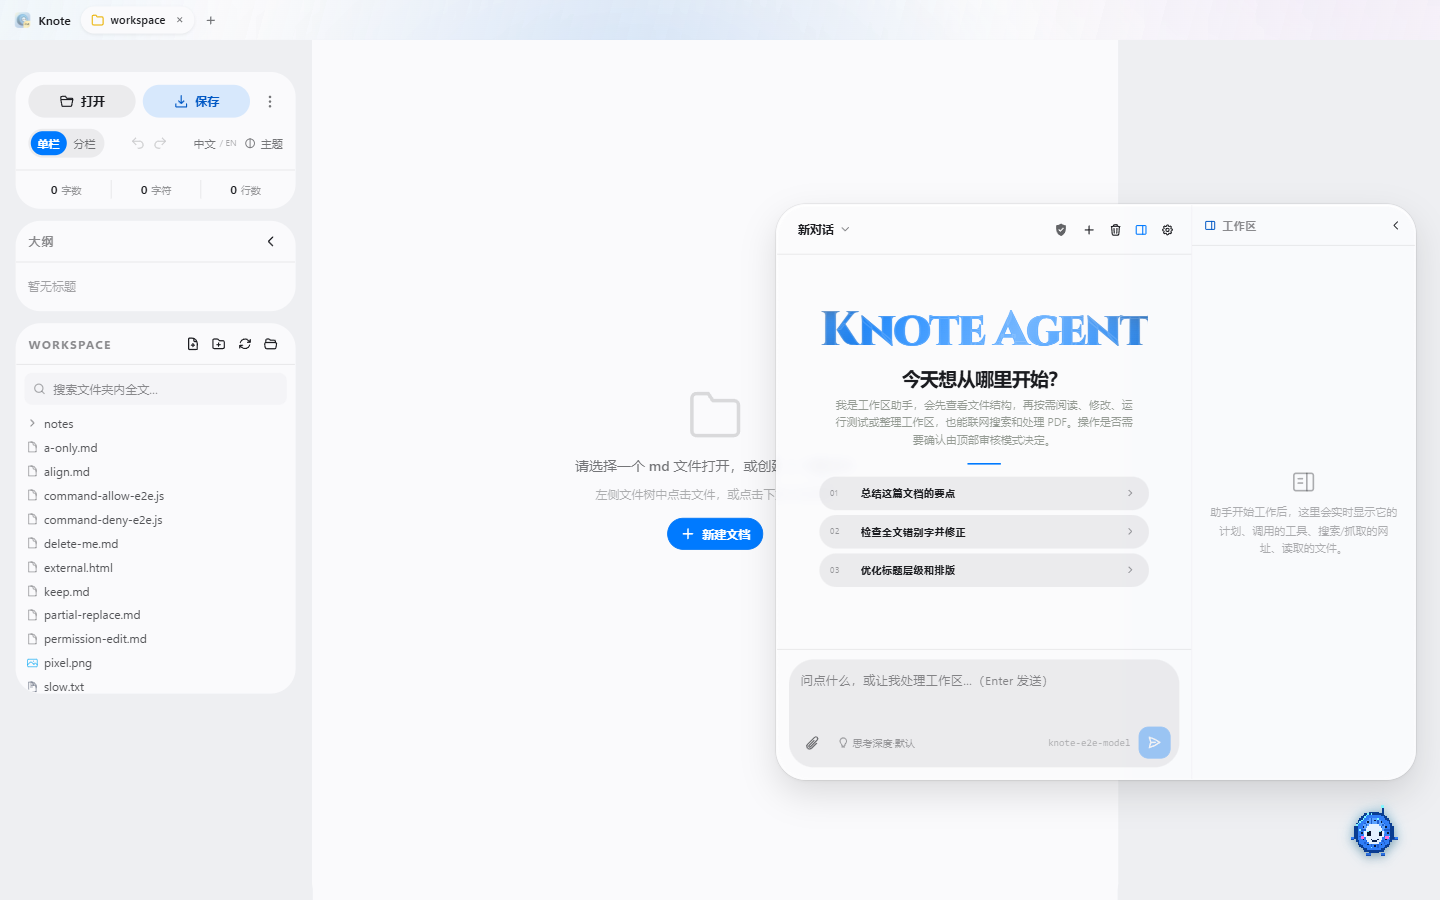 Knote
workspace
打开
保存
单栏
分栏
中文 / EN
主题
0 字数
0 字符
0 行数
大纲
暂无标题
WORKSPACE
搜索文件夹内全文...
notes
a-only.md
align.md
command-allow-e2e.js
command-deny-e2e.js
delete-me.md
external.html
keep.md
partial-replace.md
permission-edit.md
pixel.png
slow.txt
请选择一个 md 文件打开，或创建
左侧文件树中点击文件，或点击下
新建文档
新对话
KNOTE AGENT
今天想从哪里开始?
我是工作区助手，会先查看文件结构，再按需阅读、修改、运
行测试或整理工作区，也能联网搜索和处理 PDF。操作是否需
要确认由顶部审核模式决定。
01 总结这篇文档的要点
02 检查全文错别字并修正
03 优化标题层级和排版
问点什么，或让我处理工作区...（Enter 发送）
思考深度·默认
knote-e2e-model
工作区
助手开始工作后，这里会实时显示它的
计划、调用的工具、搜索/抓取的网
址、读取的文件。